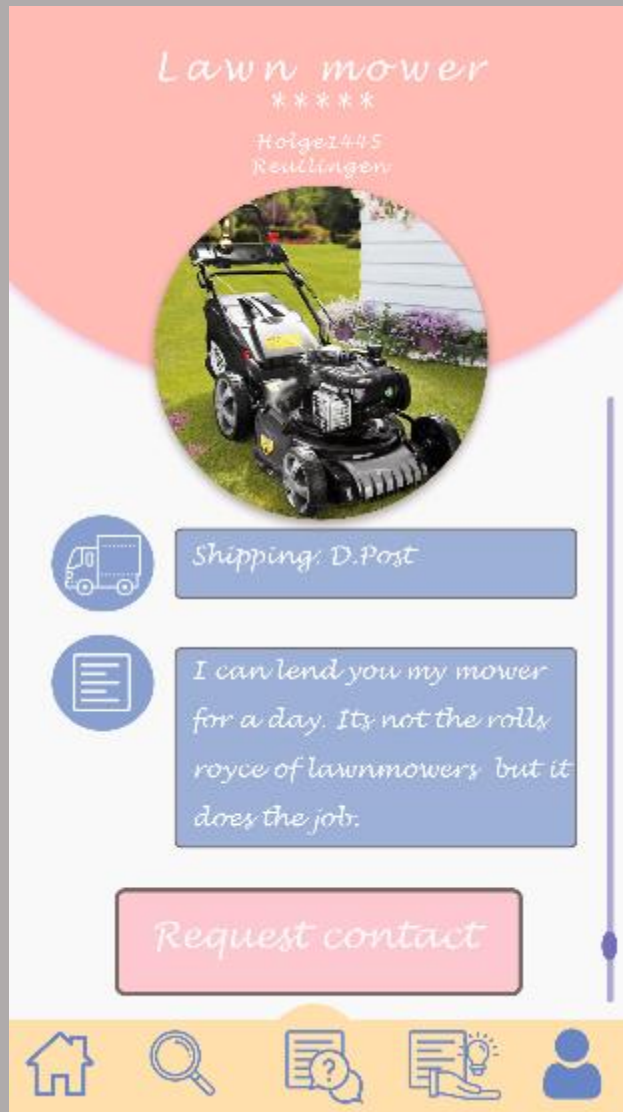 Lawn mower
*****
Holge1445
Reutlingen
Shipping: D.Post
I can lend you my mower
for a day. Its not the rolls
royce of lawnmowers but it
does the job.
Request contact
?